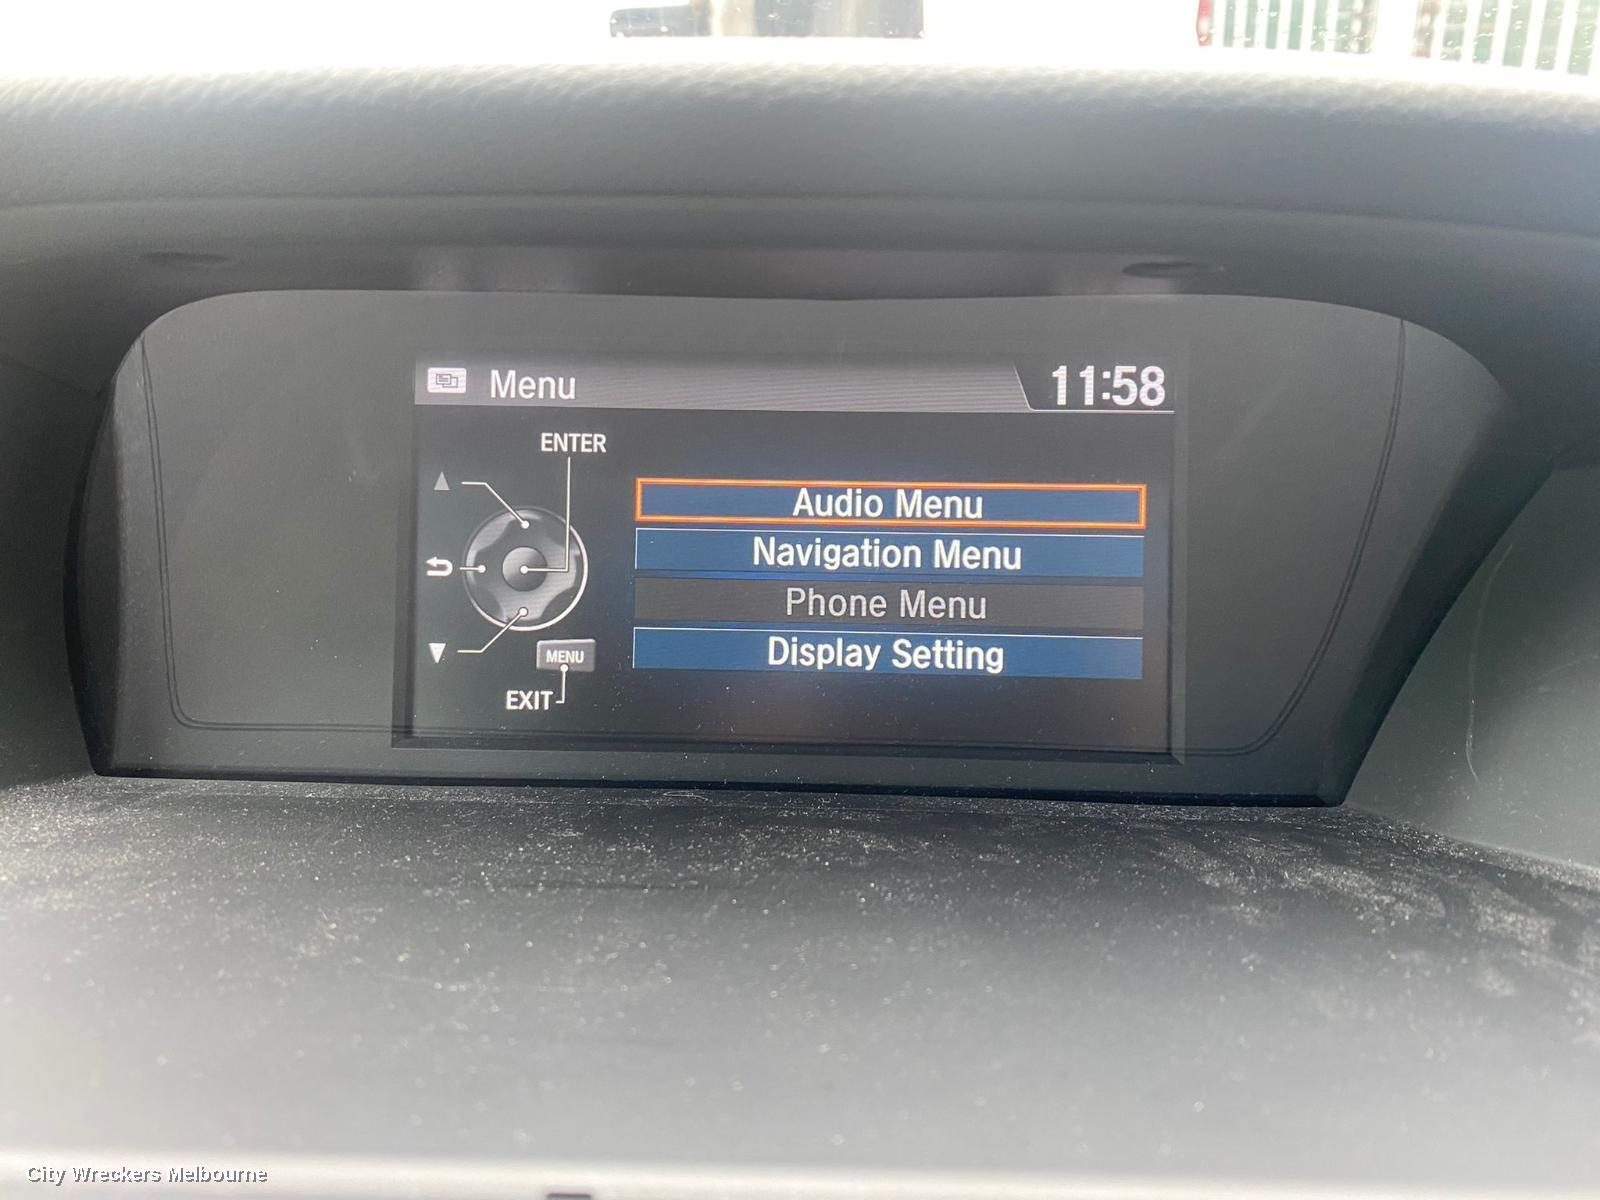 Menu
11:58
ENTER
Audio Menu
Navigation Menu
Phone Menu
Display Setting
MENU
EXIT
City Wreckers Melbourne